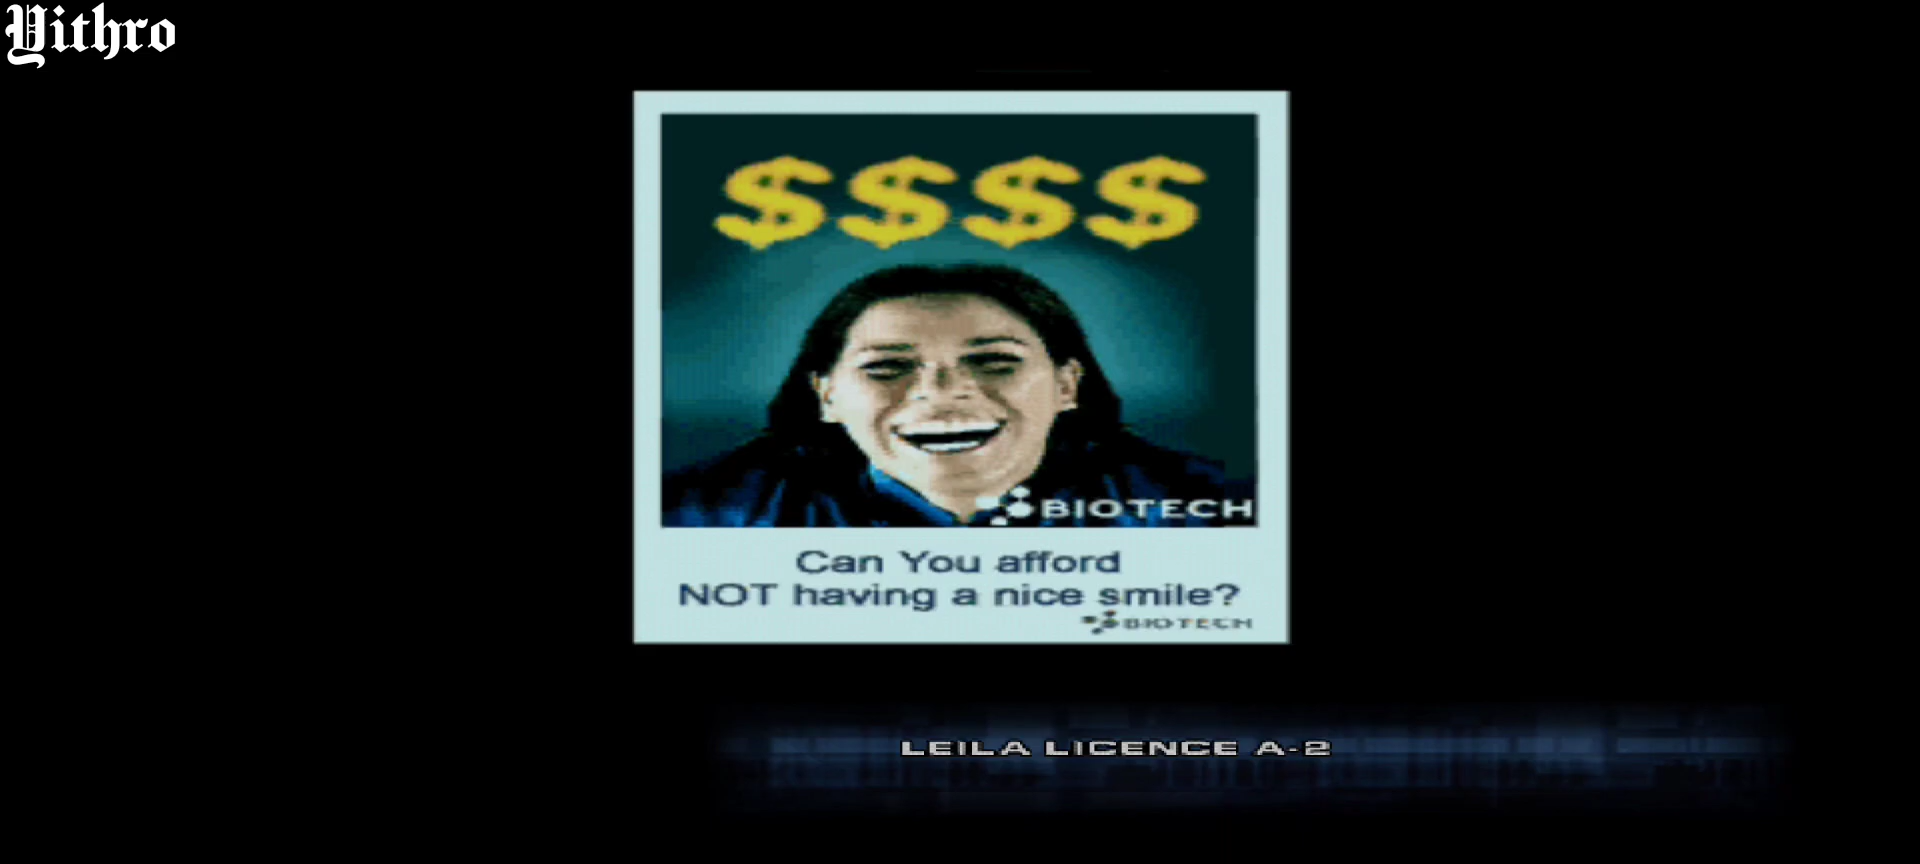 Yithro
$$$$
BIOTECH
Can You afford
NOT having a nice smile?
BIOTECH
LEILA LICENCE A-2